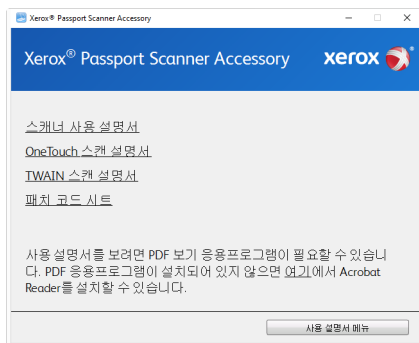 Xerox® Passport Scanner Accessory
Xerox® Passport Scanner Accessory
xerox
스캐너 사용 설명서
OneTouch 스캔 설명서
TWAIN 스캔 설명서
패치 코드 시트
사용 설명서를 보려면 PDF 보기 응용프로그램이 필요할 수 있습니
다. PDF 응용프로그램이 설치되어 있지 않으면 여기에서 Acrobat
Reader를 설치할 수 있습니다.
사용 설명서 메뉴